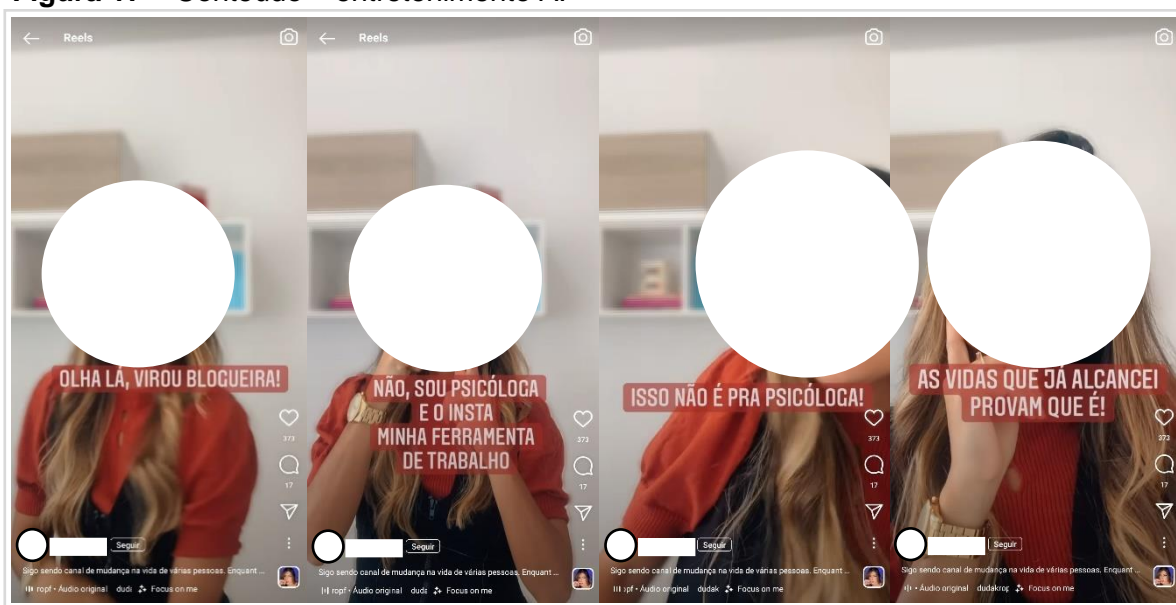 Reels
OLHA LÁ, VIROU BLOGUEIRA!
373
17
Seguir
Sigo sendo canal de mudança na vida de várias pessoas. Enquant ...
ropf • Áudio original duda Focus on me
Reels
NÃO, SOU PSICÓLOGA
E O INSTA
MINHA FERRAMENTA
DE TRABALHO
373
17
Seguir
Sigo sendo canal de mudança na vida de várias pessoas. Enquant ...
ropf • Áudio original duda Focus on me
ISSO NÃO É PRA PSICÓLOGA!
373
17
Seguir
Sigo sendo canal de mudança na vida de várias pessoas. Enquant ...
opf • Áudio original dudak Focus on me
AS VIDAS QUE JÁ ALCANCEI
PROVAM QUE É!
373
17
Seguir
Sigo sendo canal de mudança na vida de várias pessoas. Enquant ...
• Áudio original dudakrop Focus on me